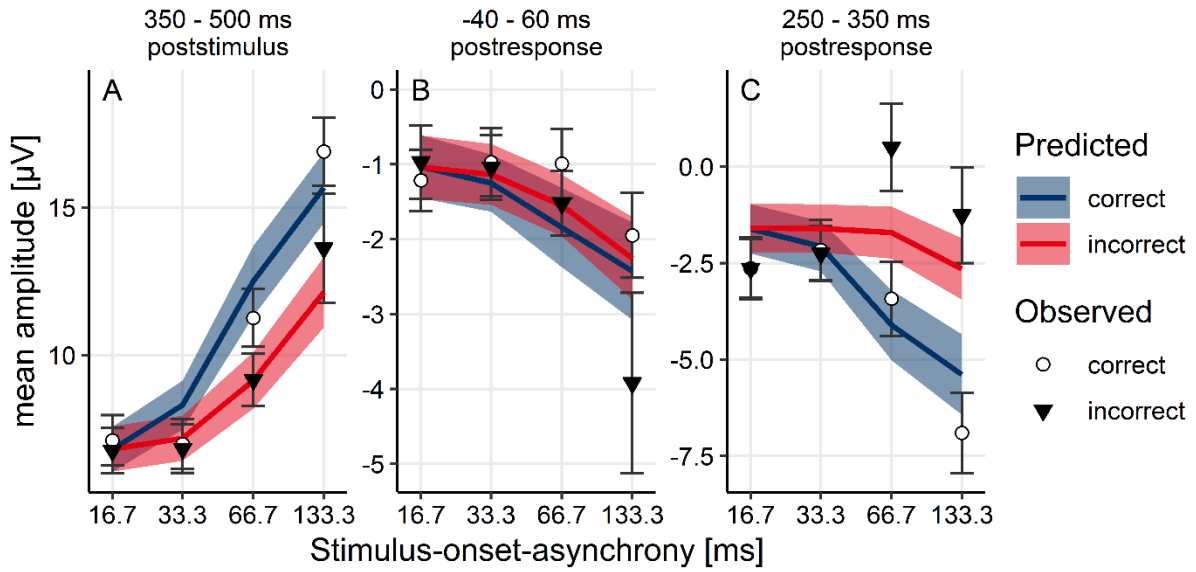 350 - 500 ms
poststimulus
-40 - 60 ms
postresponse
250 - 350 ms
postresponse
A
B
C
mean amplitude [µV]
15
10
0
-1
-2
-3
-4
-5
0.0
-2.5
-5.0
-7.5
16.7 33.3 66.7 133.3
16.7 33.3 66.7 133.3
16.7 33.3 66.7 133.3
Stimulus-onset-asynchrony [ms]
Predicted
correct
incorrect
Observed
correct
incorrect